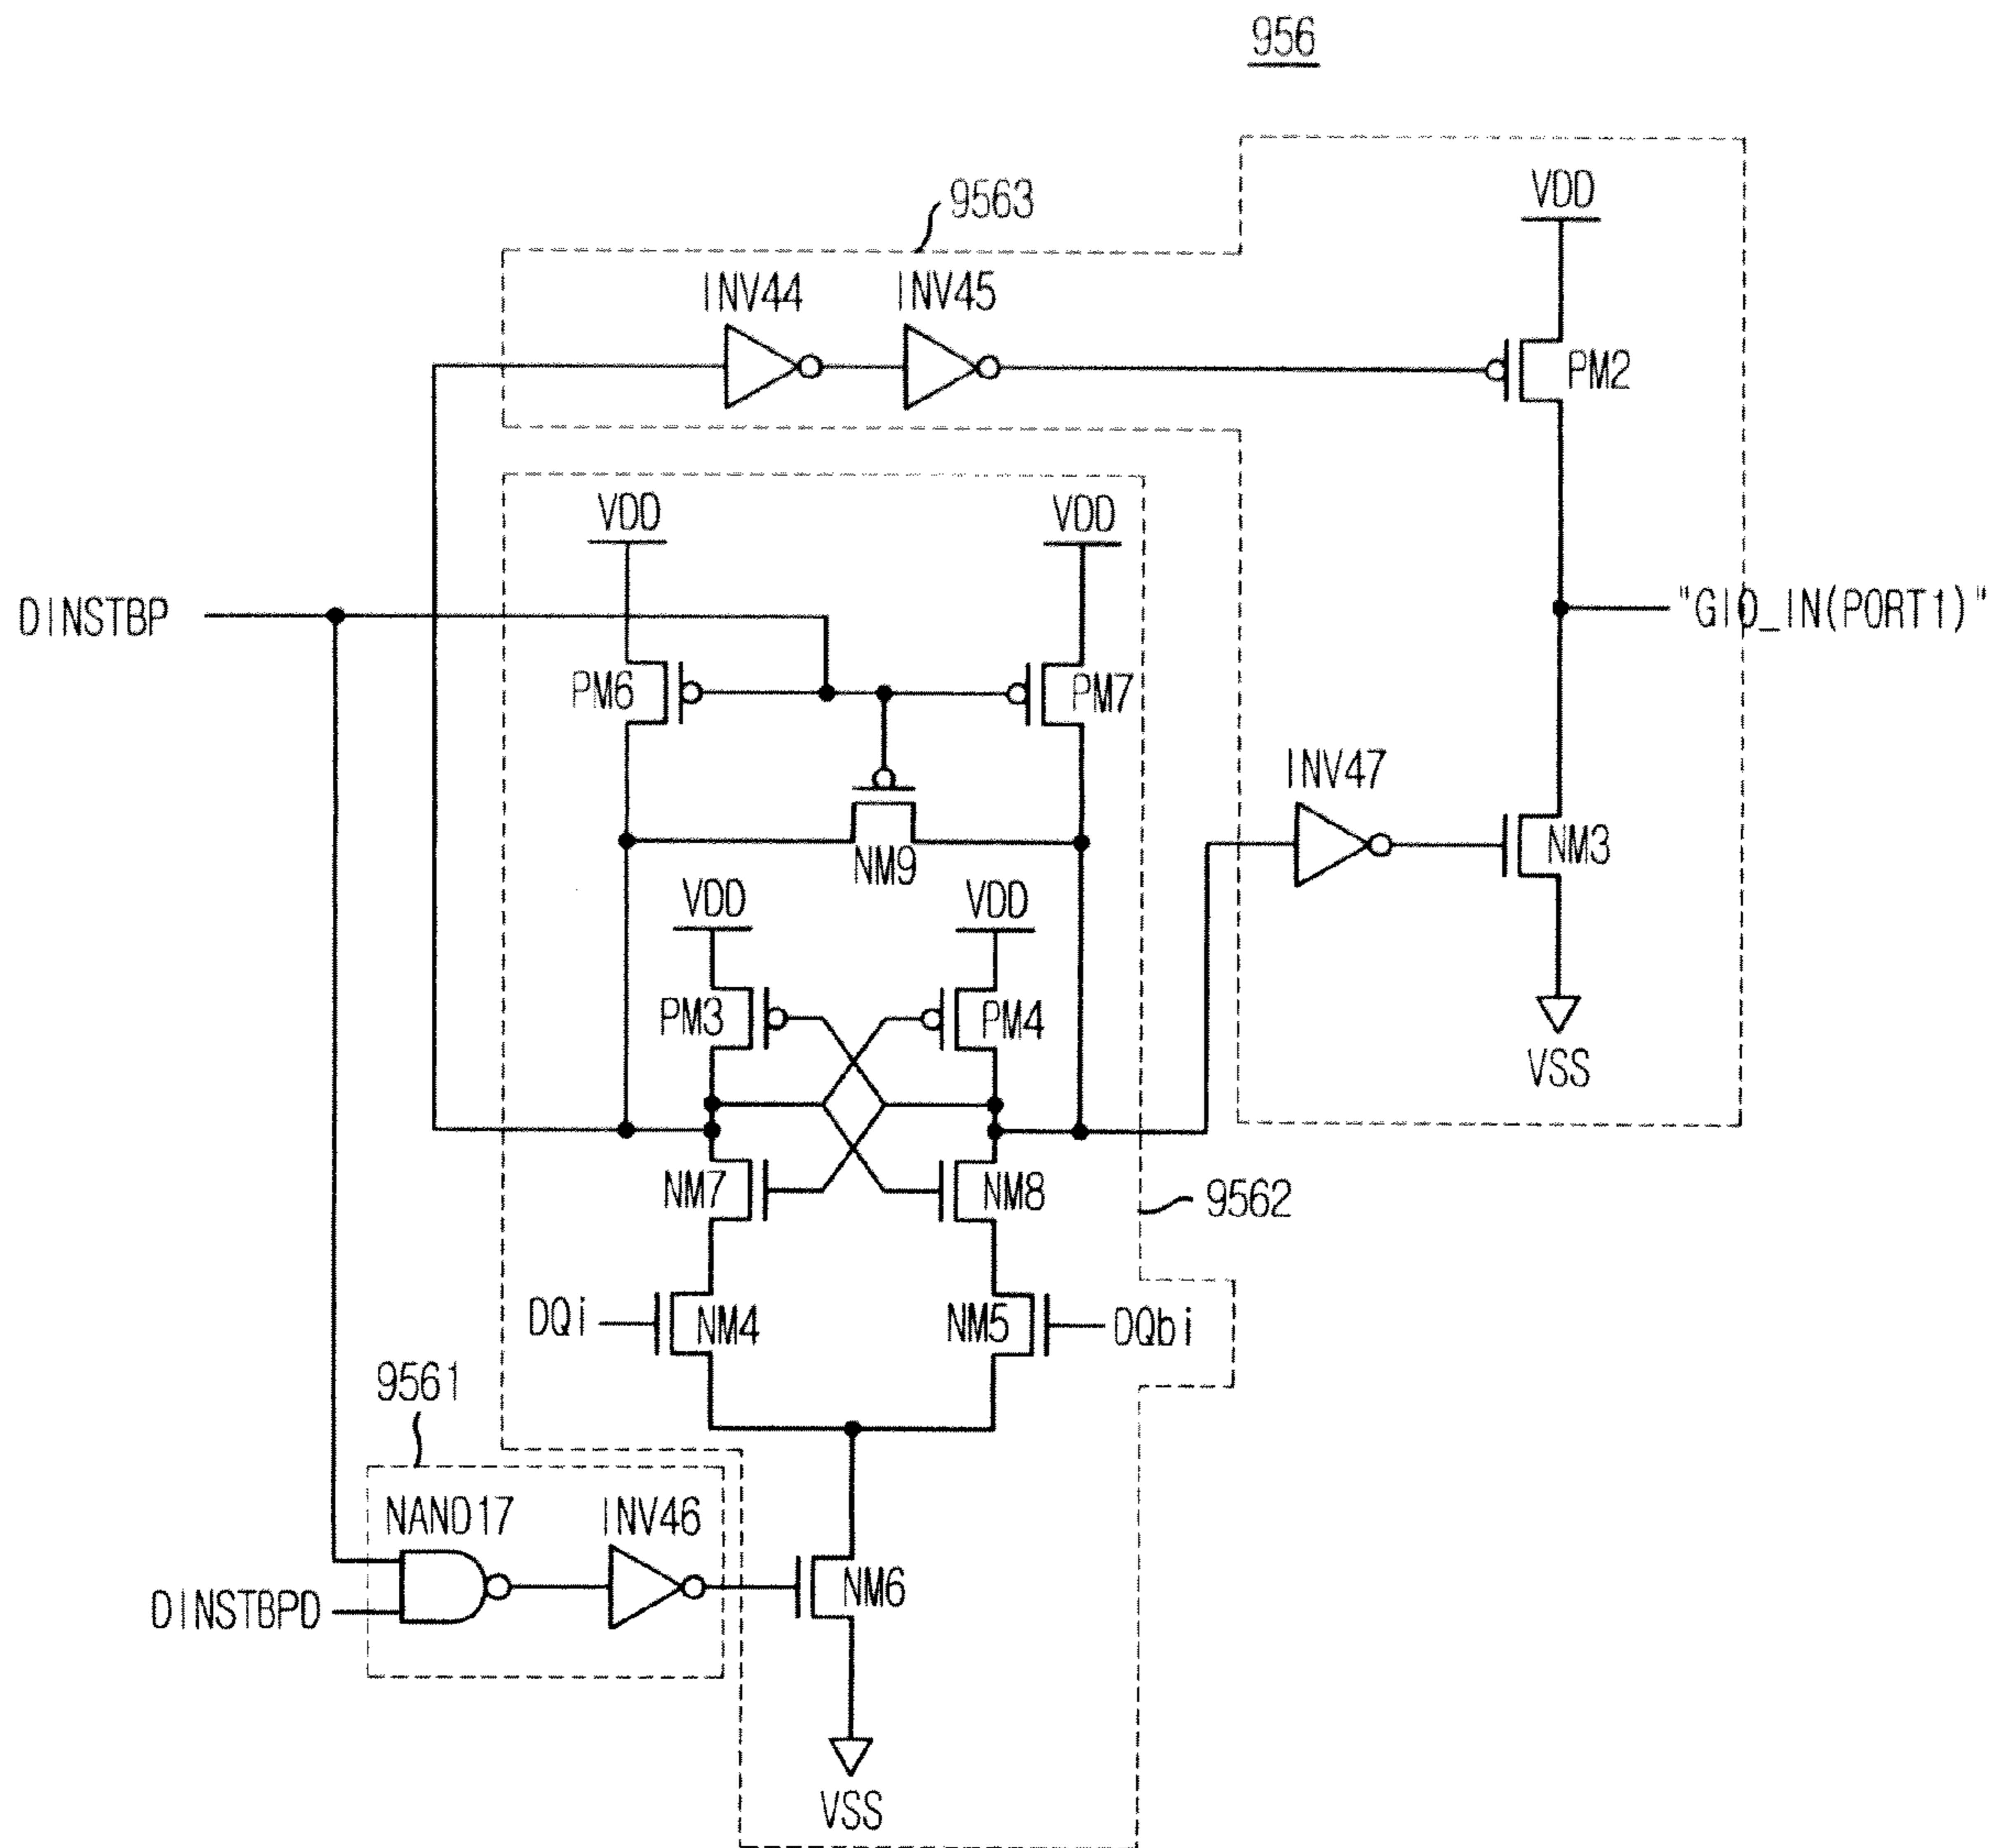 956
9563
VDD
INV44
INV45
PM2
VDD
VDD
DINSTBP
"GIO_IN(PORT1)"
PM6
PM7
INV47
NM9
NM3
VDD
VDD
PM3
PM4
VSS
NM7
NM8
9562
DQi
NM4
NM5
DQbi
9561
NAND17
INV46
NM6
DINSTBPD
VSS